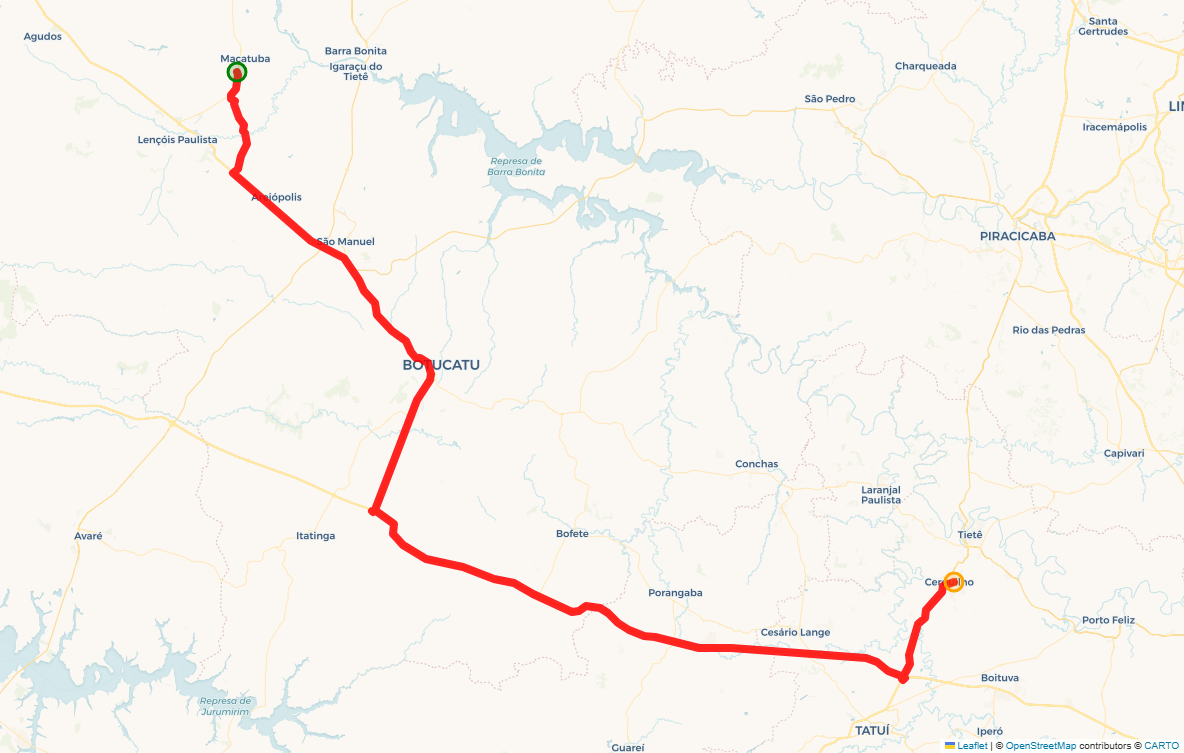 Agudos
Macatuba
Barra Bonita
Igaraçu do
Tietê
Santa
Gertrudes
Charqueada
São Pedro
LIM
Iracemápolis
Lençóis Paulista
Represa de
Barra Bonita
Areiópolis
São Manuel
PIRACICABA
Rio das Pedras
BOTUCATU
Capivari
Conchas
Laranjal
Paulista
Avaré
Itatinga
Bofete
Tietê
Cerquilho
Porangaba
Porto Feliz
Cesário Lange
Boituva
Represa de
Jurumirim
TATUÍ
Iperó
Guareí
Leaflet | © OpenStreetMap contributors © CARTO